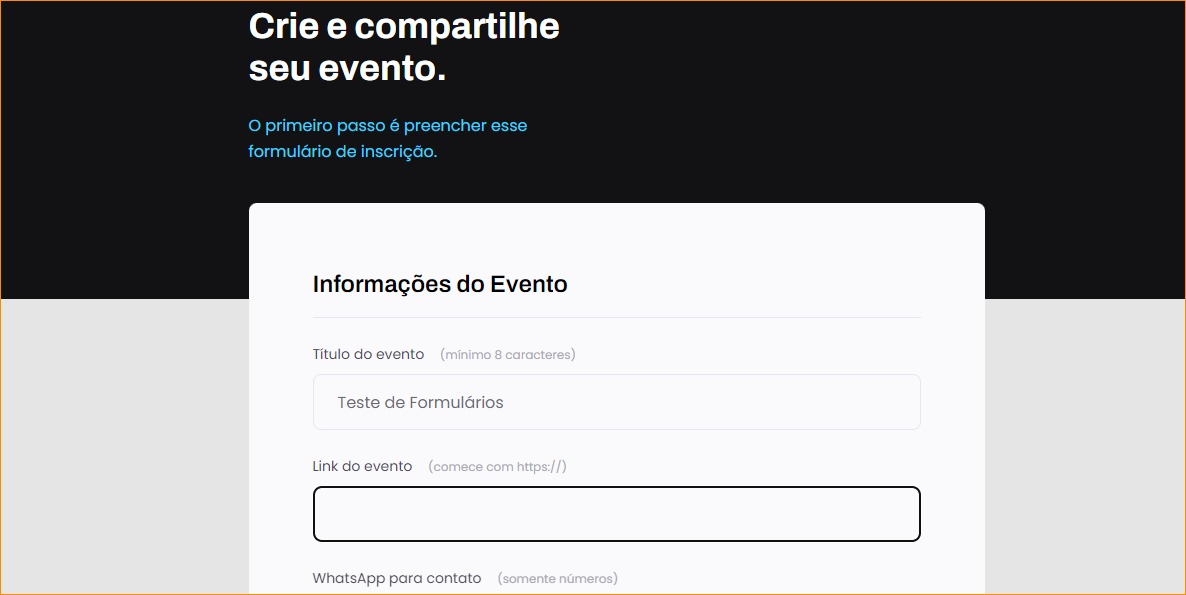 Crie e compartilhe
seu evento.
O primeiro passo é preencher esse
formulário de inscrição.
Informações do Evento
Título do evento (mínimo 8 caracteres)
Teste de Formulários
Link do evento (comece com https://)
WhatsApp para contato (somente números)